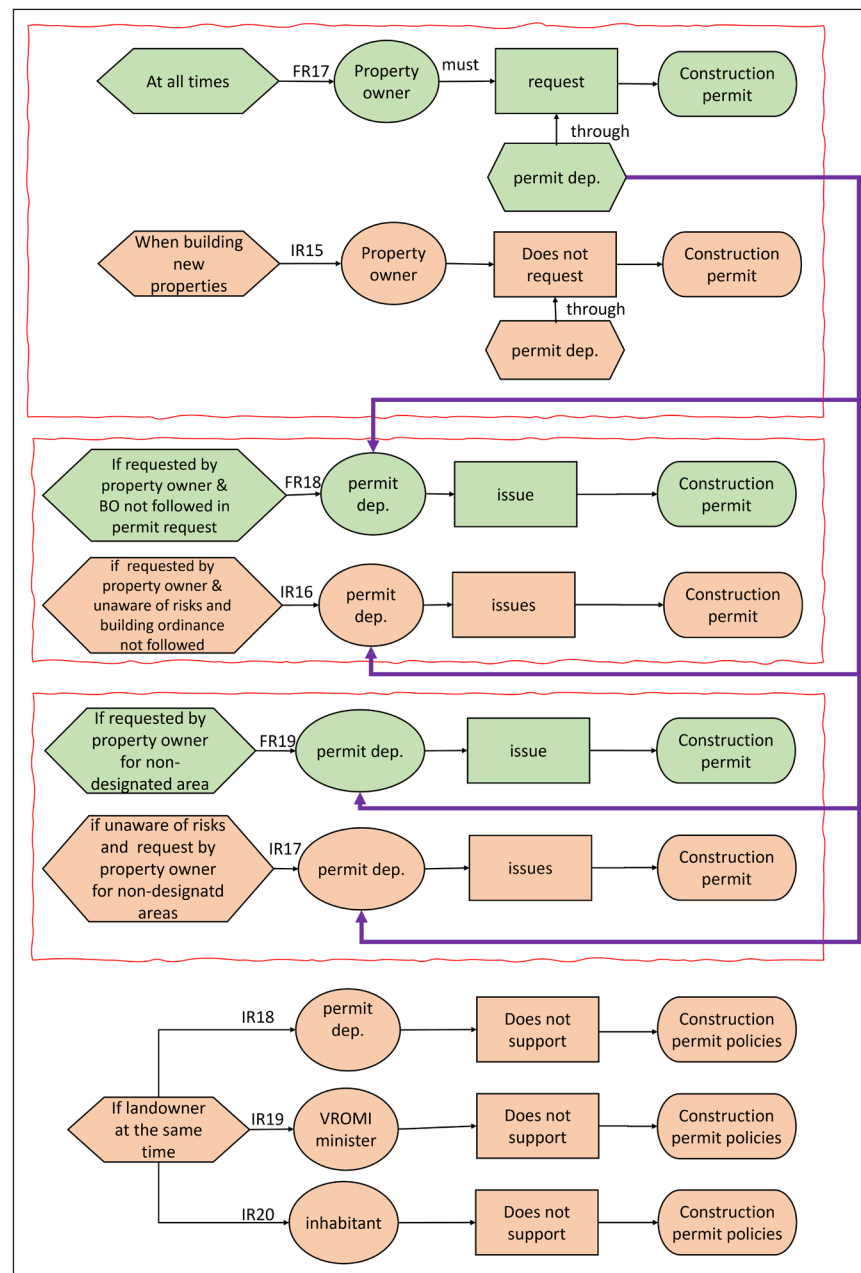 At all times
FR17
Property
owner
must
request
Construction
permit
through
permit dep.
When building
new
properties
IR15
Property
owner
Does not
request
Construction
permit
through
permit dep.
If requested by
property owner &
BO not followed in
permit request
FR18
permit
dep.
issue
Construction
permit
if requested by
property owner &
unaware of risks and
building ordinance
not followed
IR16
permit
dep.
issues
Construction
permit
If requested by
property owner
for non-
designated area
FR19
permit dep.
issue
Construction
permit
if unaware of risks
and request by
property owner
for non-designatd
areas
IR17
permit dep.
issues
Construction
permit
If landowner
at the same
time
IR18
permit
dep.
Does not
support
Construction
permit policies
IR19
VROMI
minister
Does not
support
Construction
permit policies
IR20
inhabitant
Does not
support
Construction
permit policies